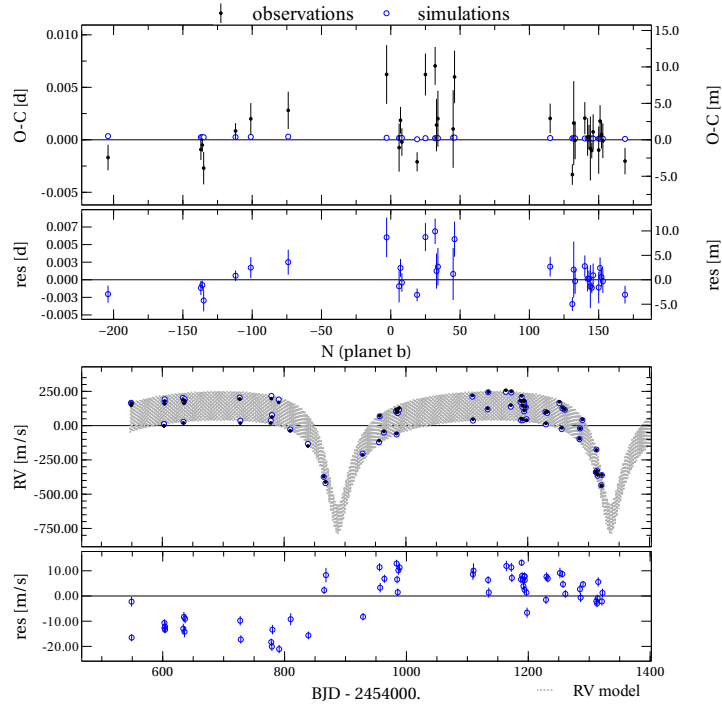 observations simulations
0.010
0.005
0.000
−0.005
O-C [d]
15.0
10.0
5.0
0.0
−5.0
O-C [m]
0.007
0.005
0.003
0.000
−0.003
−0.005
res [d]
10.0
5.0
0.0
−5.0
res [m]
−200 −150 −100 −50 0 50 100 150
N (planet b)
250.00
0.00
−250.00
−500.00
−750.00
RV [m/s]
10.00
0.00
−10.00
−20.00
res [m/s]
600 800 1000 1200 1400
BJD - 2454000.
RV model